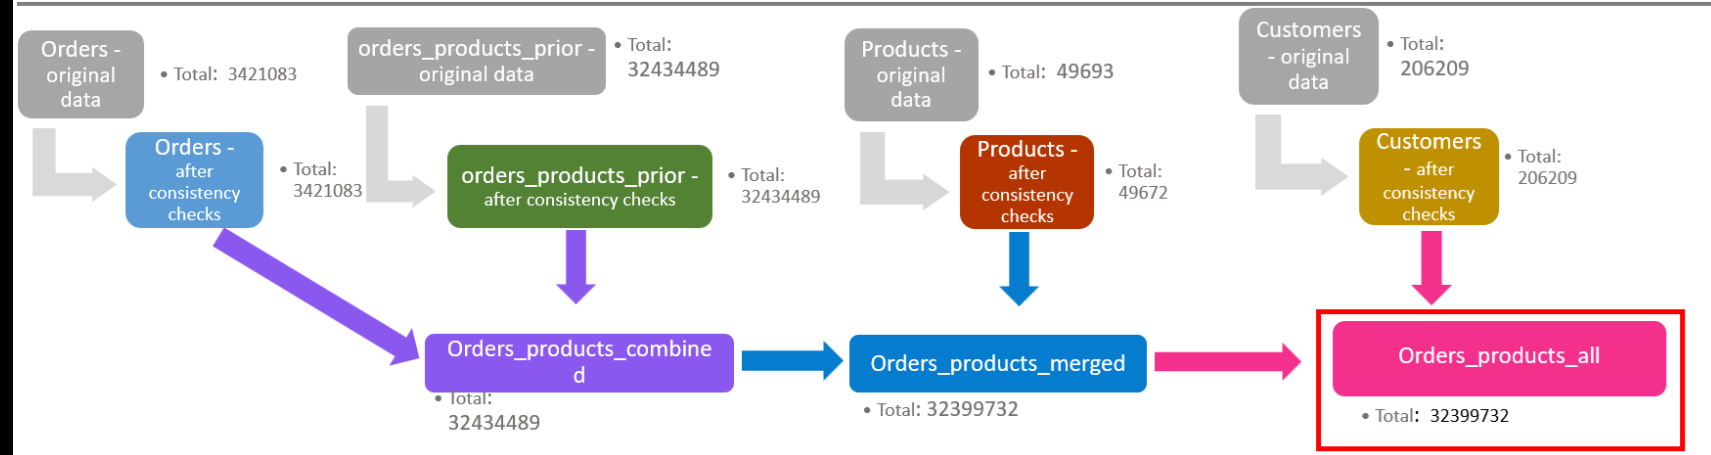 Orders -
original
data
• Total: 3421083
orders_products_prior -
original data
• Total:
32434489
Products -
original
data
• Total: 49693
Customers
- original
data
• Total:
206209
Orders -
after
consistency
checks
• Total:
3421083
orders_products_prior -
after consistency checks
• Total:
32434489
Products -
after
consistency
checks
• Total:
49672
Customers
- after
consistency
checks
• Total:
206209
Orders_products_combine
d
• Total:
32434489
Orders_products_merged
• Total: 32399732
Orders_products_all
• Total: 32399732